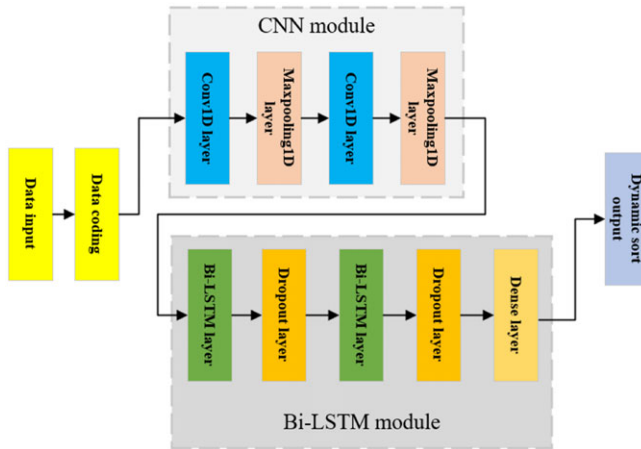 CNN module
Conv1D layer
Maxpooling1D
layer
Conv1D layer
Maxpooling1D
layer
Data input
Data coding
Dynamic sort
output
Bi-LSTM layer
Dropout layer
Bi-LSTM layer
Dropout layer
Dense layer
Bi-LSTM module